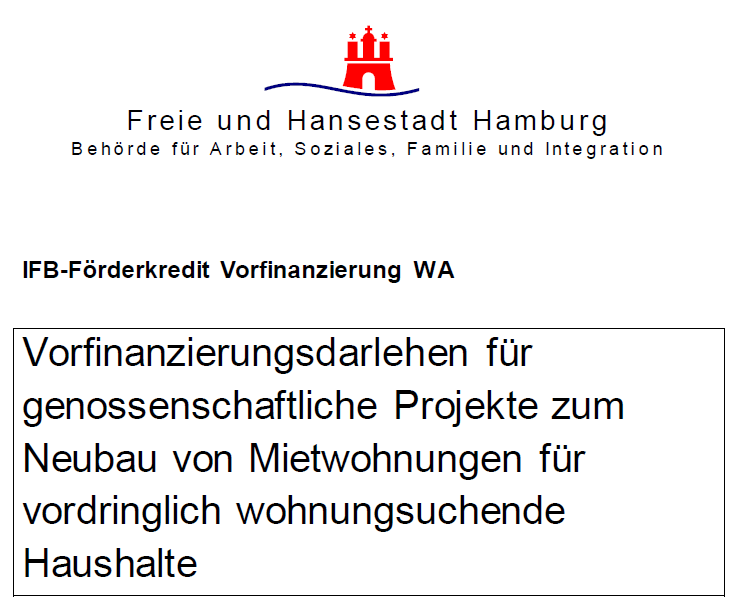 Freie und Hansestadt Hamburg
Behörde für Arbeit, Soziales, Familie und Integration
IFB-Förderkredit Vorfinanzierung WA
Vorfinanzierungsdarlehen für
genossenschaftliche Projekte zum
Neubau von Mietwohnungen für
vordringlich wohnungsuchende
Haushalte